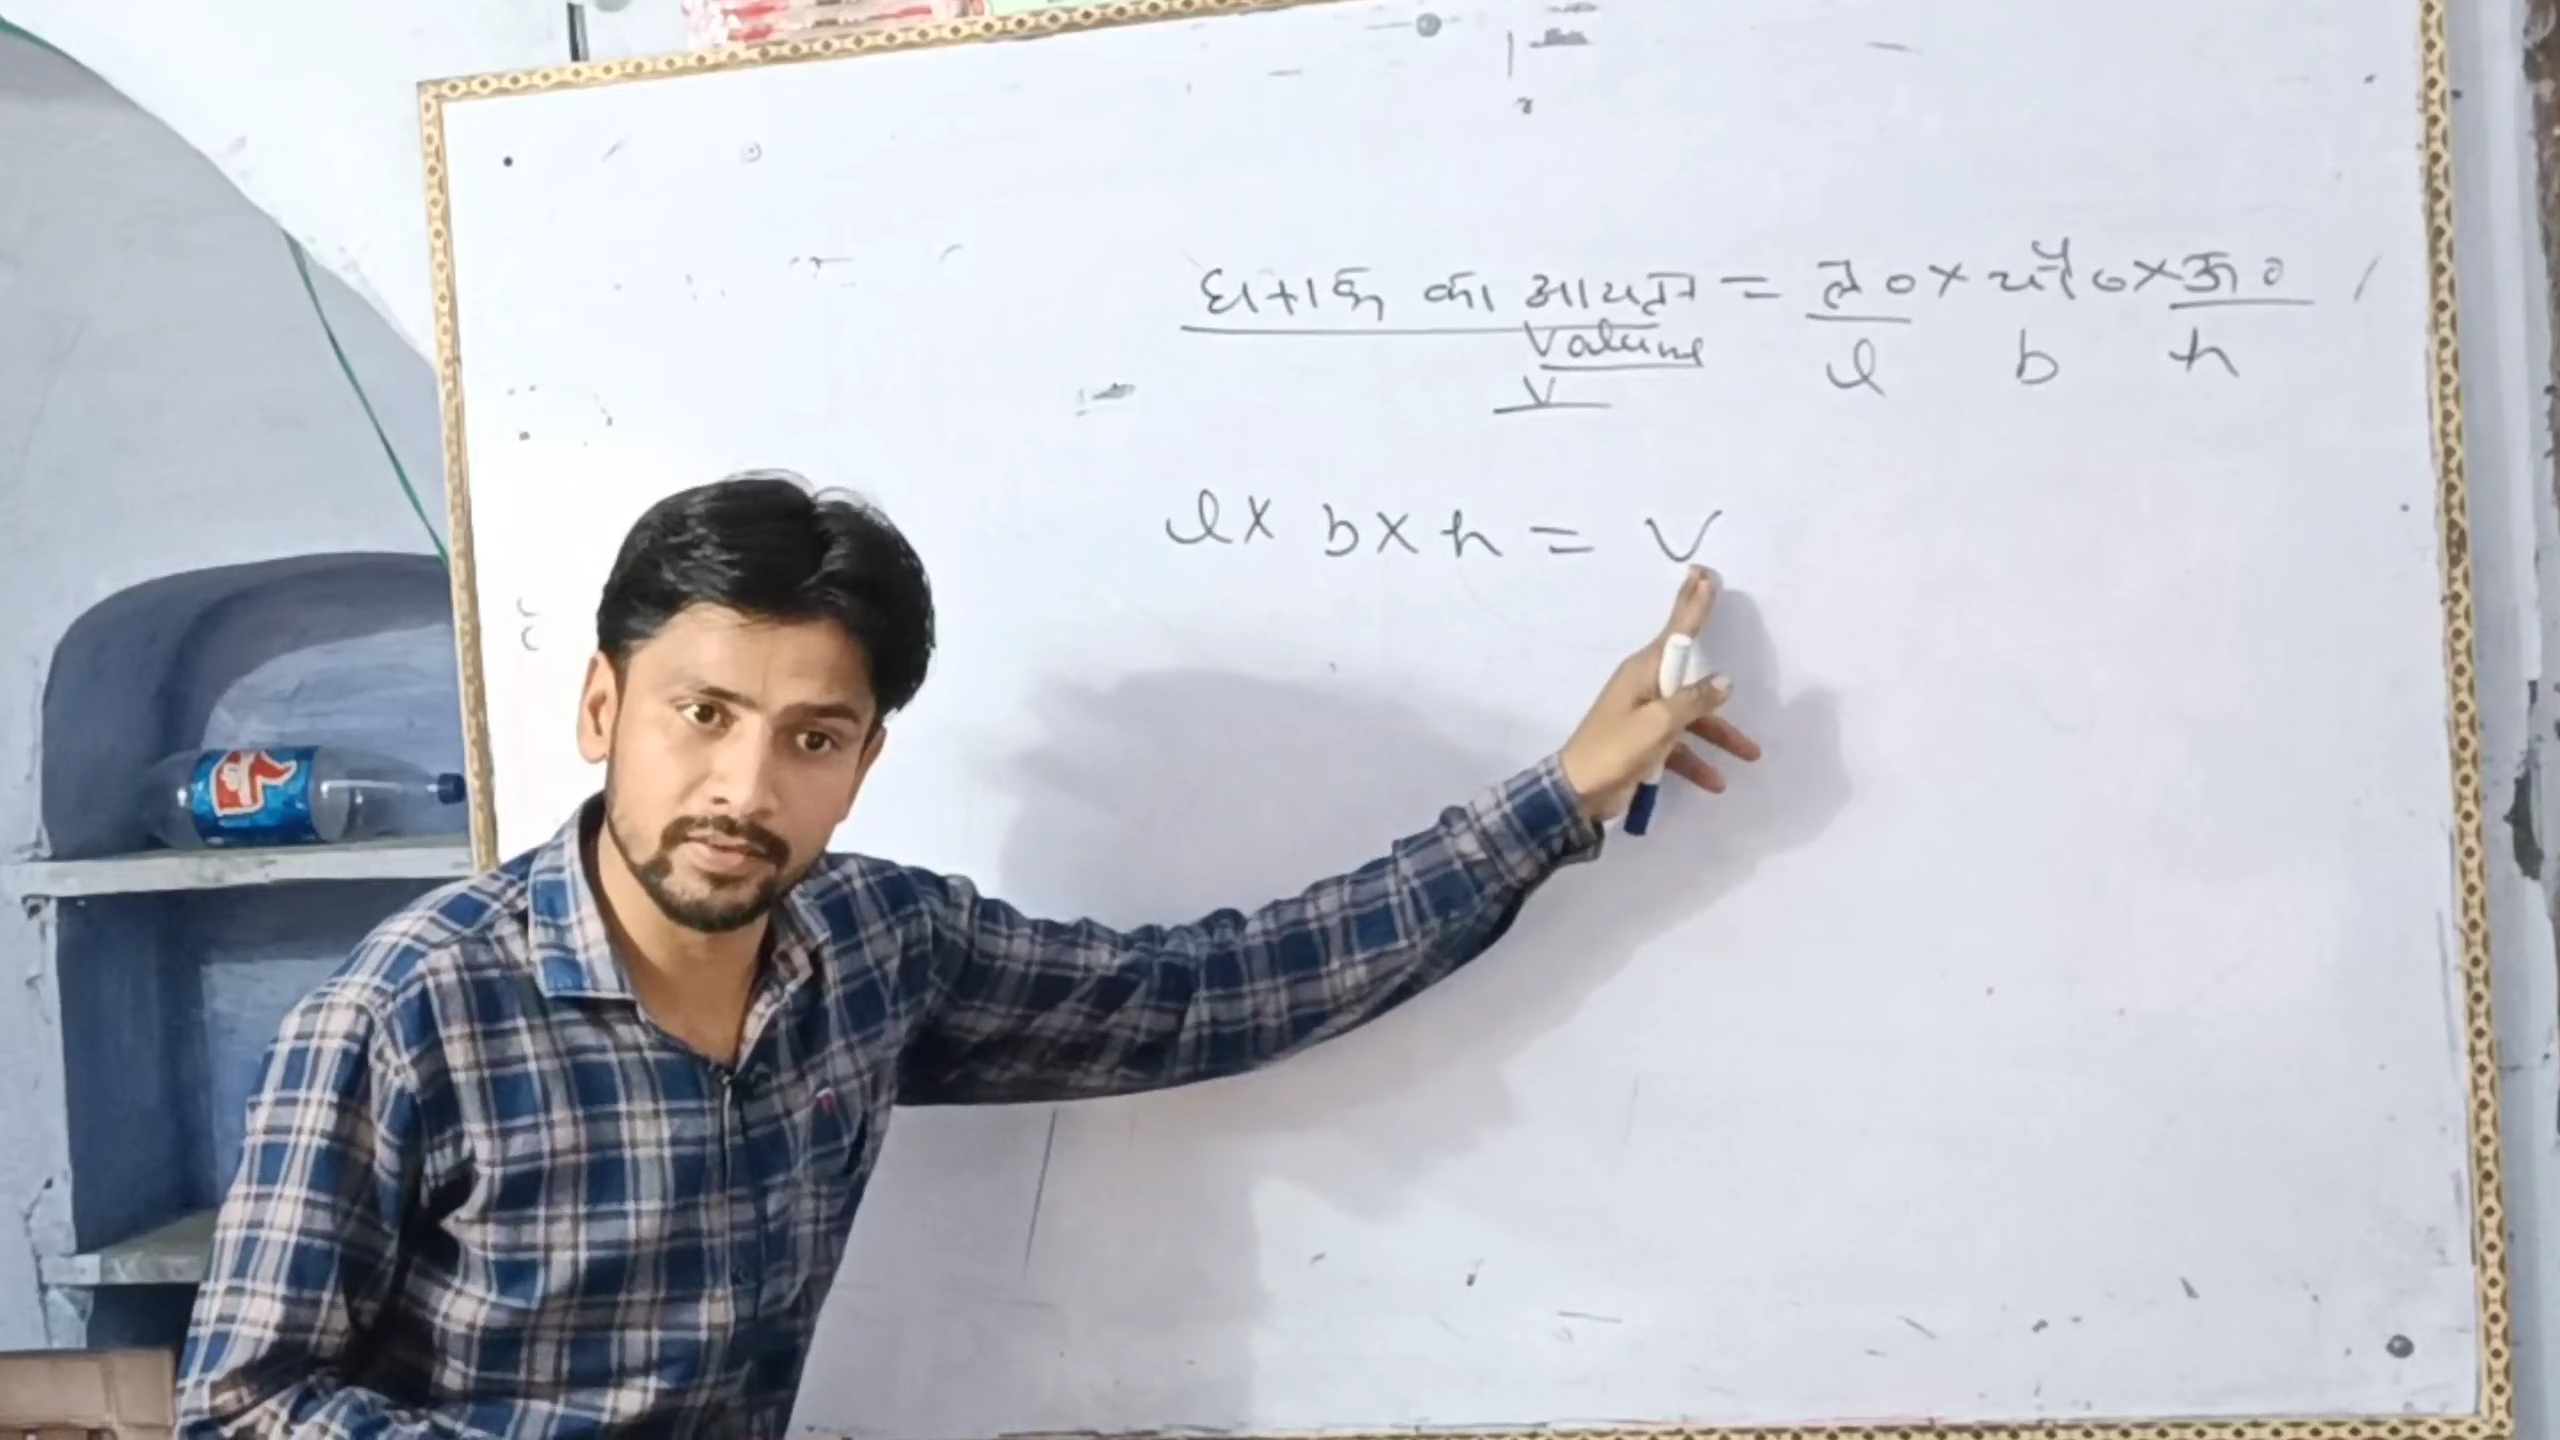 घनाभ का आयतन = ल० × चौ० × ऊ०
Volume l b h
V
l × b × h = V